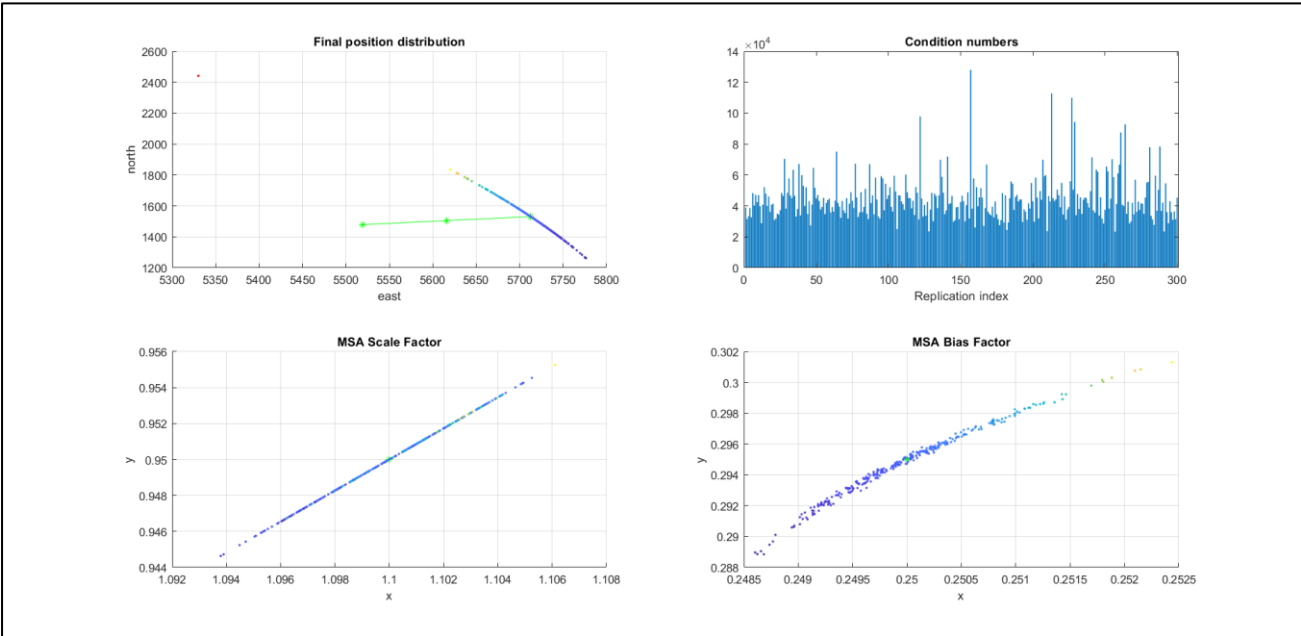 Final position distribution
2600
2400
2200
2000
1800
1600
1400
1200
north
5300 5350 5400 5450 5500 5550 5600 5650 5700 5750 5800
east
Condition numbers
×10⁴
14
12
10
8
6
4
2
0
0 50 100 150 200 250 300
Replication index
MSA Scale Factor
0.956
0.954
0.952
0.95
0.948
0.946
0.944
y
1.092 1.094 1.096 1.098 1.1 1.102 1.104 1.106 1.108
x
MSA Bias Factor
0.302
0.3
0.298
0.296
0.294
0.292
0.29
0.288
y
0.2485 0.249 0.2495 0.25 0.2505 0.251 0.2515 0.252 0.2525
x